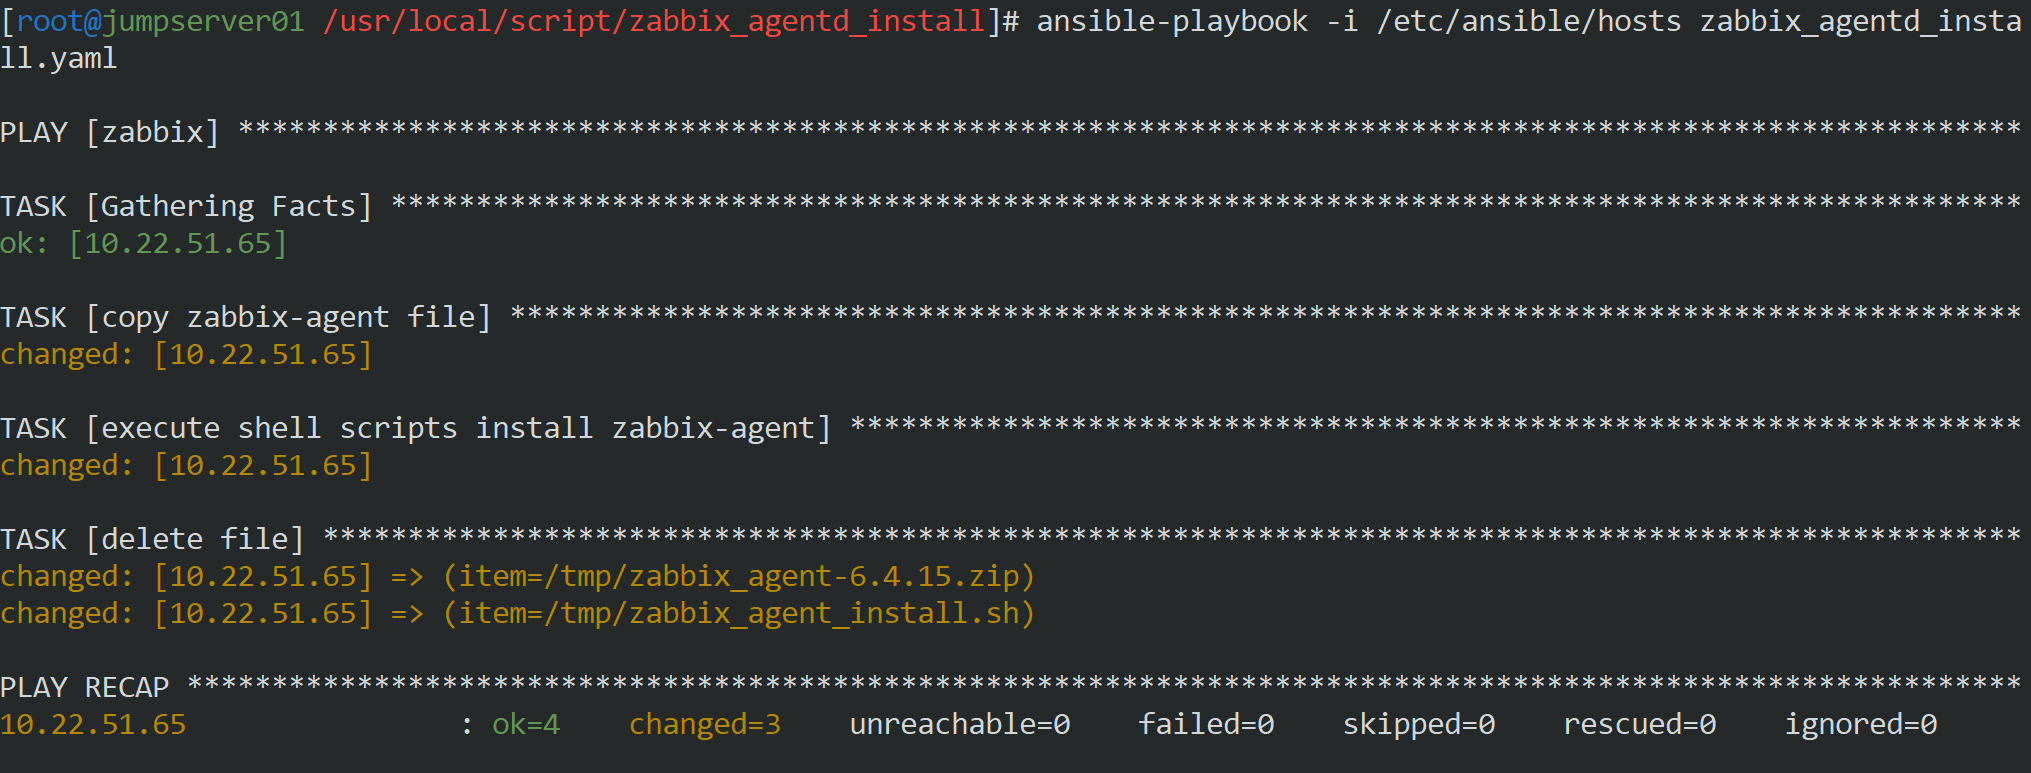 [root@jumpserver01 /usr/local/script/zabbix_agentd_install]# ansible-playbook -i /etc/ansible/hosts zabbix_agentd_insta
ll.yaml
PLAY [zabbix] *********************************************************************************************************
TASK [Gathering Facts] ************************************************************************************************
ok: [10.22.51.65]
TASK [copy zabbix-agent file] *****************************************************************************************
changed: [10.22.51.65]
TASK [execute shell scripts install zabbix-agent] *********************************************************************
changed: [10.22.51.65]
TASK [delete file] ****************************************************************************************************
changed: [10.22.51.65] => (item=/tmp/zabbix_agent-6.4.15.zip)
changed: [10.22.51.65] => (item=/tmp/zabbix_agent_install.sh)
PLAY RECAP ************************************************************************************************************
10.22.51.65                : ok=4    changed=3    unreachable=0    failed=0    skipped=0    rescued=0    ignored=0